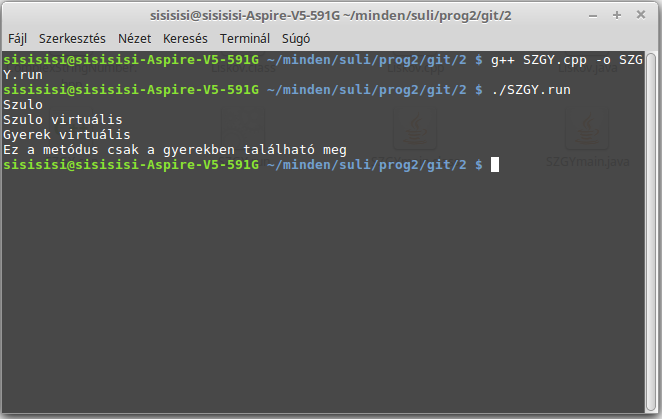 sisisisi@sisisisi-Aspire-V5-591G ~/minden/suli/prog2/git/2
Fájl Szerkesztés Nézet Keresés Terminál Súgó
sisisisi@sisisisi-Aspire-V5-591G ~/minden/suli/prog2/git/2 $ g++ SZGY.cpp -o SZG
Y.run
sisisisi@sisisisi-Aspire-V5-591G ~/minden/suli/prog2/git/2 $ ./SZGY.run
Szulo
Szulo virtuális
Gyerek virtuális
Ez a metódus csak a gyerekben található meg
sisisisi@sisisisi-Aspire-V5-591G ~/minden/suli/prog2/git/2 $
SZGYmain.java